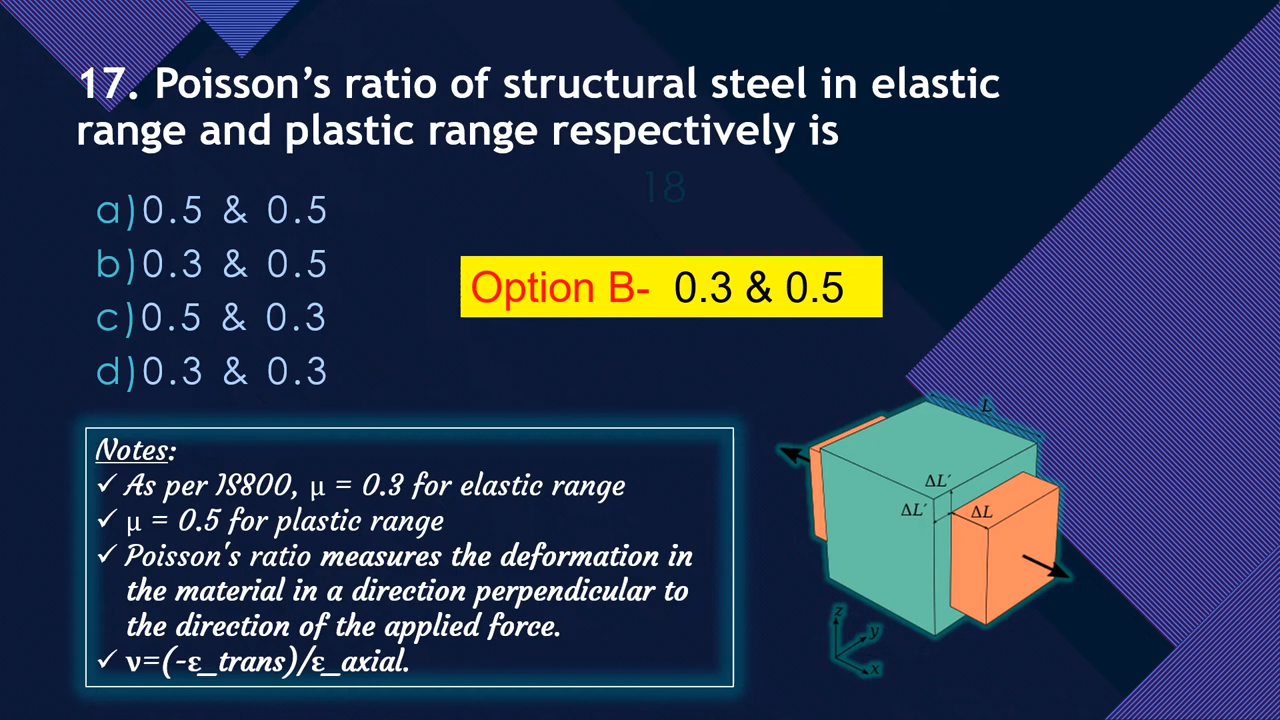 17. Poisson’s ratio of structural steel in elastic
range and plastic range respectively is
18
a)0.5 & 0.5
b)0.3 & 0.5
c)0.5 & 0.3
d)0.3 & 0.3
Option B- 0.3 & 0.5
Notes:
✓ As per IS800, μ = 0.3 for elastic range
✓ μ = 0.5 for plastic range
✓ Poisson's ratio measures the deformation in
the material in a direction perpendicular to
the direction of the applied force.
✓ ν=(-ε_trans)/ε_axial.
L
ΔL′
ΔL′
ΔL
z
y
x